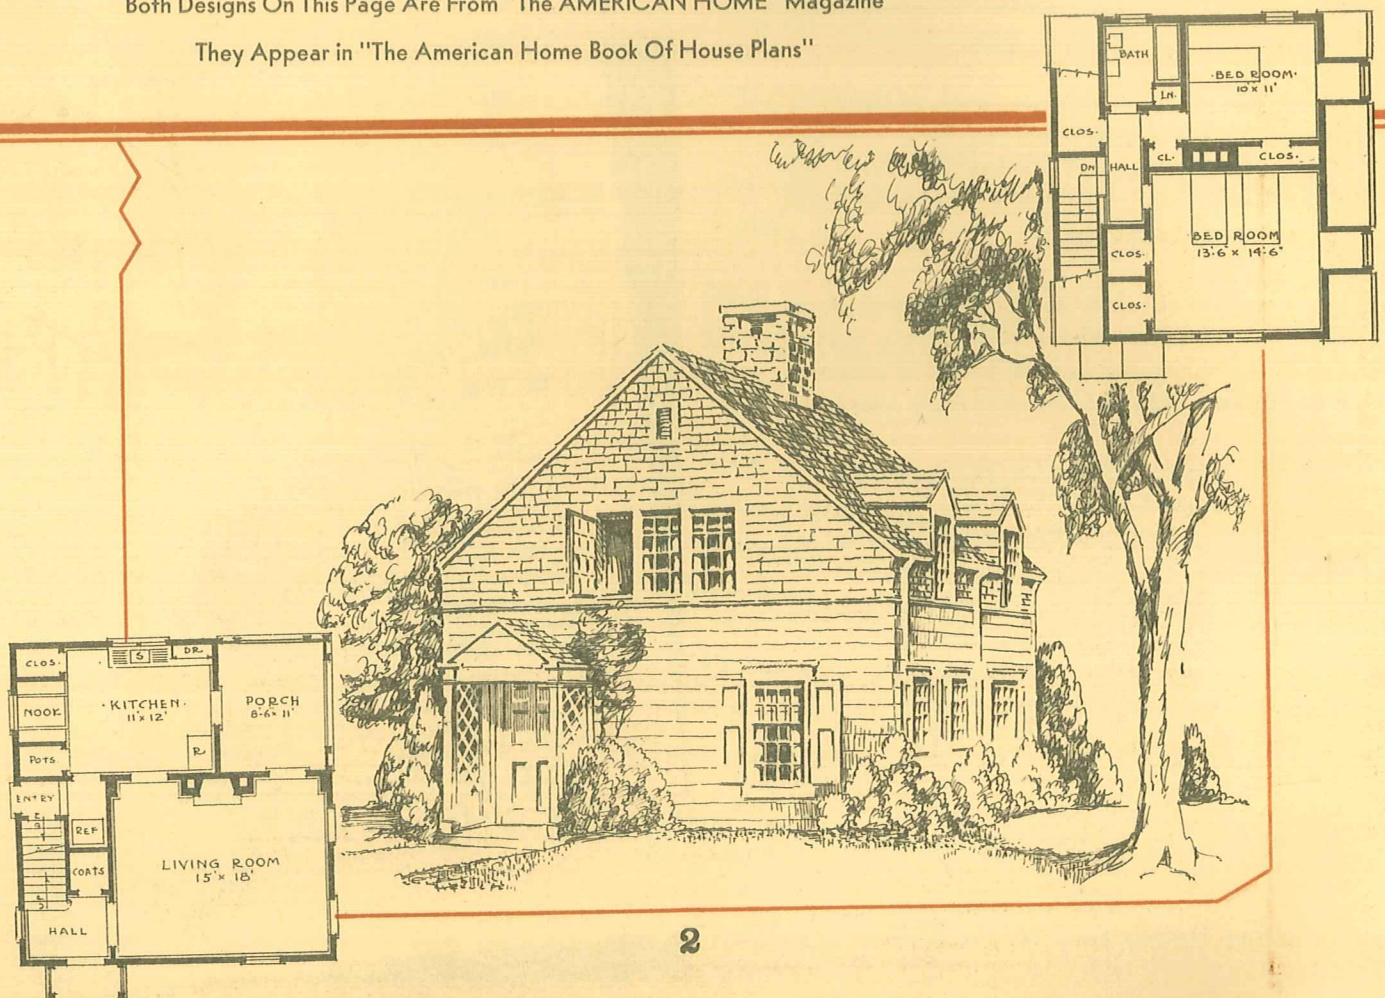 Both Designs On This Page Are From "The AMERICAN HOME" Magazine
They Appear in "The American Home Book Of House Plans"
BATH
BED ROOM
10' x 11'
LN.
CLOS.
CL.
CLOS.
DN
HALL
BED ROOM
13'-6" x 14'-6"
CLOS.
CLOS.
CLOS.
S
DR.
KITCHEN
11' x 12'
PORCH
8'-6" x 11'
NOOK
R
POTS.
ENTRY
REF
LIVING ROOM
15' x 18'
COATS
HALL
2